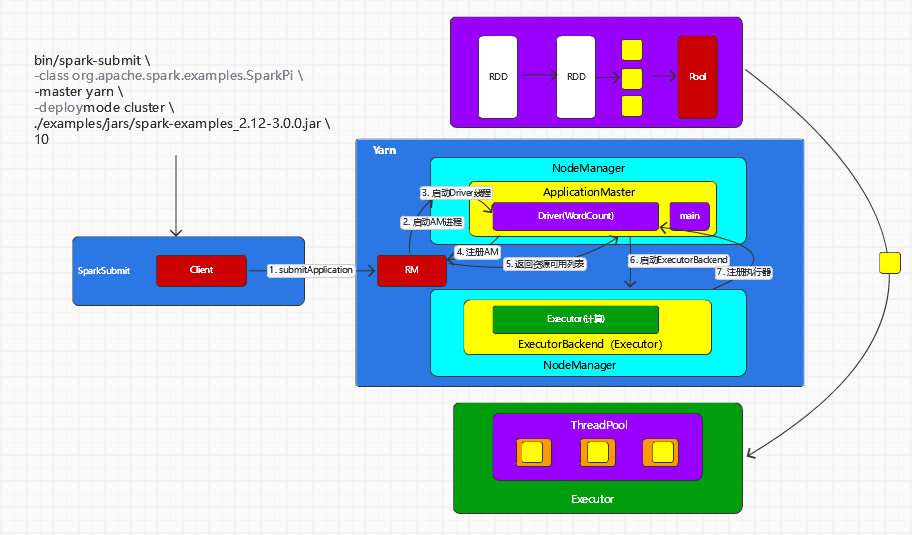 bin/spark-submit \
-class org.apache.spark.examples.SparkPi \
-master yarn \
-deploymode cluster \
./examples/jars/spark-examples_2.12-3.0.0.jar \
10
RDD
RDD
Pool
Yarn
NodeManager
ApplicationMaster
3. 启动Driver线程
Driver(WordCount)
main
2. 启动AM进程
4. 注册AM
SparkSubmit
Client
1. submitApplication
RM
5. 返回资源可用列表
6. 启动ExecutorBackend
7. 注册执行器
Executor(计算)
ExecutorBackend（Executor）
NodeManager
ThreadPool
Executor